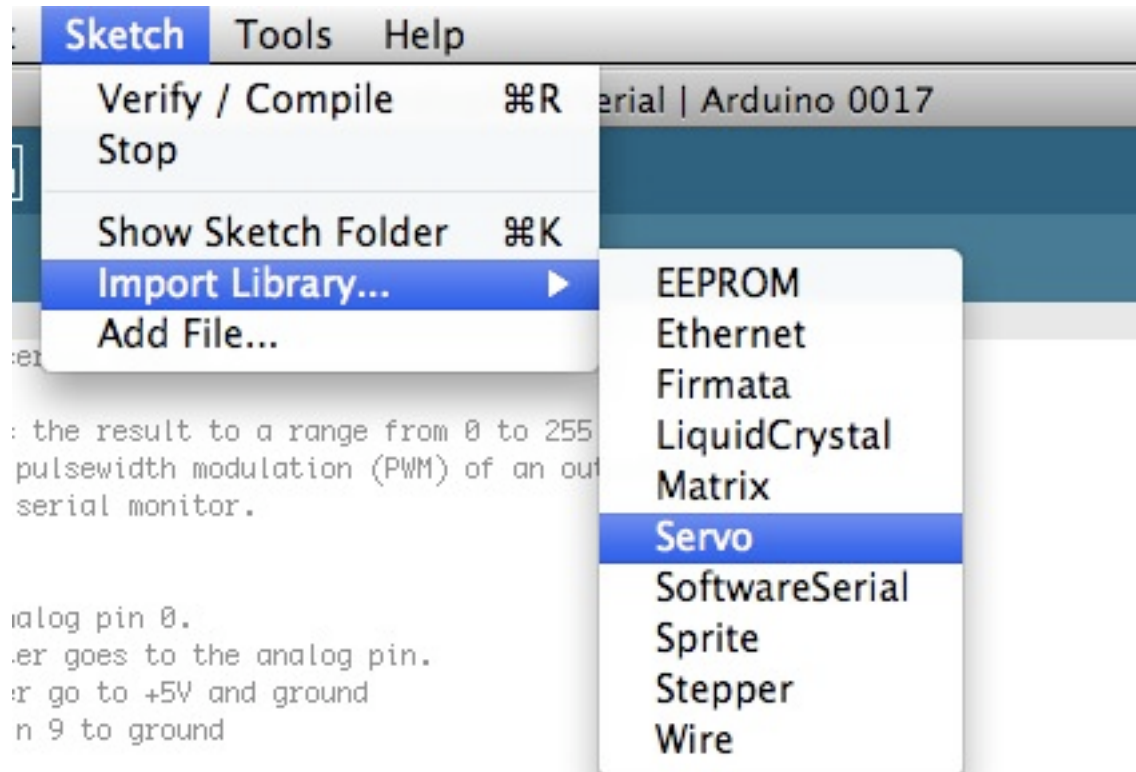 Sketch Tools Help
Verify / Compile ⌘R
erial | Arduino 0017
Stop
Show Sketch Folder ⌘K
Import Library...
Add File...
EEPROM
Ethernet
Firmata
LiquidCrystal
Matrix
Servo
SoftwareSerial
Sprite
Stepper
Wire
the result to a range from 0 to 255
pulsewidth modulation (PWM) of an out
serial monitor.
alog pin 0.
er goes to the analog pin.
r go to +5V and ground
n 9 to ground